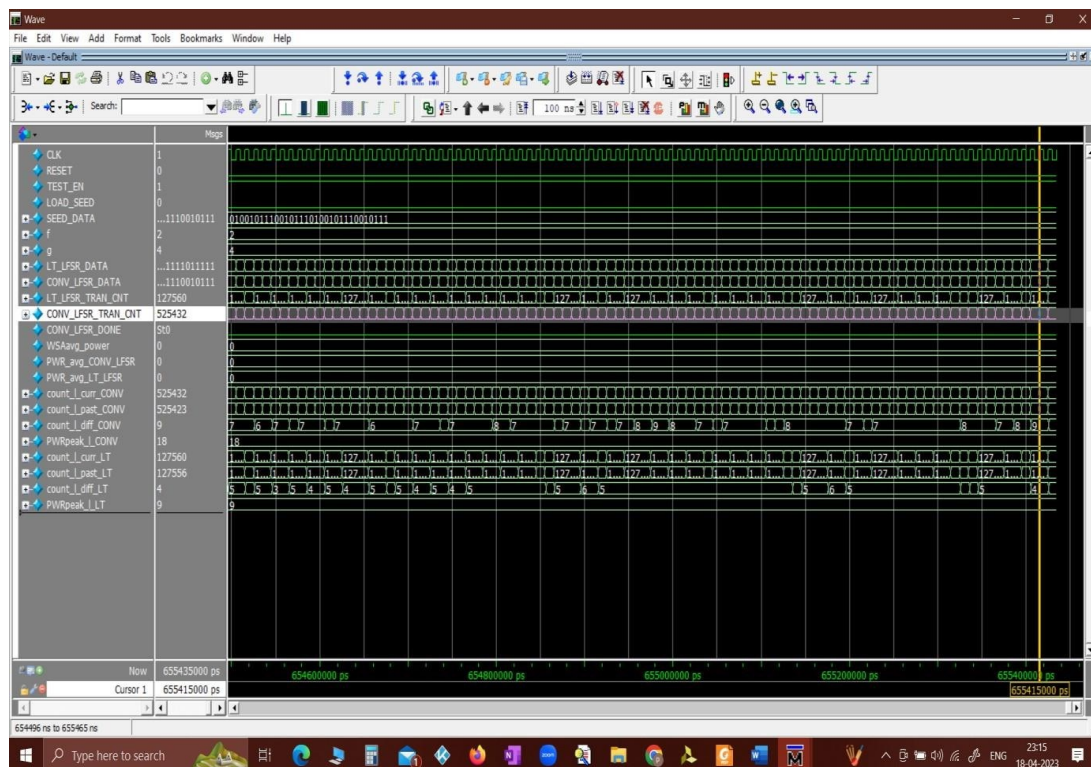 Wave
File Edit View Add Format Tools Bookmarks Window Help
Wave - Default
Search:
100 ns
Msgs
CLK 1
RESET 0
TEST_EN 1
LOAD_SEED 0
SEED_DATA ...1110010111 01001011100101110100101110010111
f 2 2
g 4 4
LT_LFSR_DATA ...1111011111
CONV_LFSR_DATA ...1110010111
LT_LFSR_TRAN_CNT 127560
CONV_LFSR_TRAN_CNT 525432
CONV_LFSR_DONE St0
WSAavg_power 0 0
PWR_avg_CONV_LFSR 0 0
PWR_avg_LT_LFSR 0 0
count_l_curr_CONV 525432
count_l_past_CONV 525423
count_l_diff_CONV 9
PWRpeak_l_CONV 18 18
count_l_curr_LT 127560
count_l_past_LT 127556
count_l_diff_LT 4
PWRpeak_l_LT 9 9
Now 655435000 ps 654600000 ps 654800000 ps 655000000 ps 655200000 ps
Cursor 1 655415000 ps 655415000 ps
654496 ns to 655465 ns
Type here to search
ENG
23:15
18-04-2023